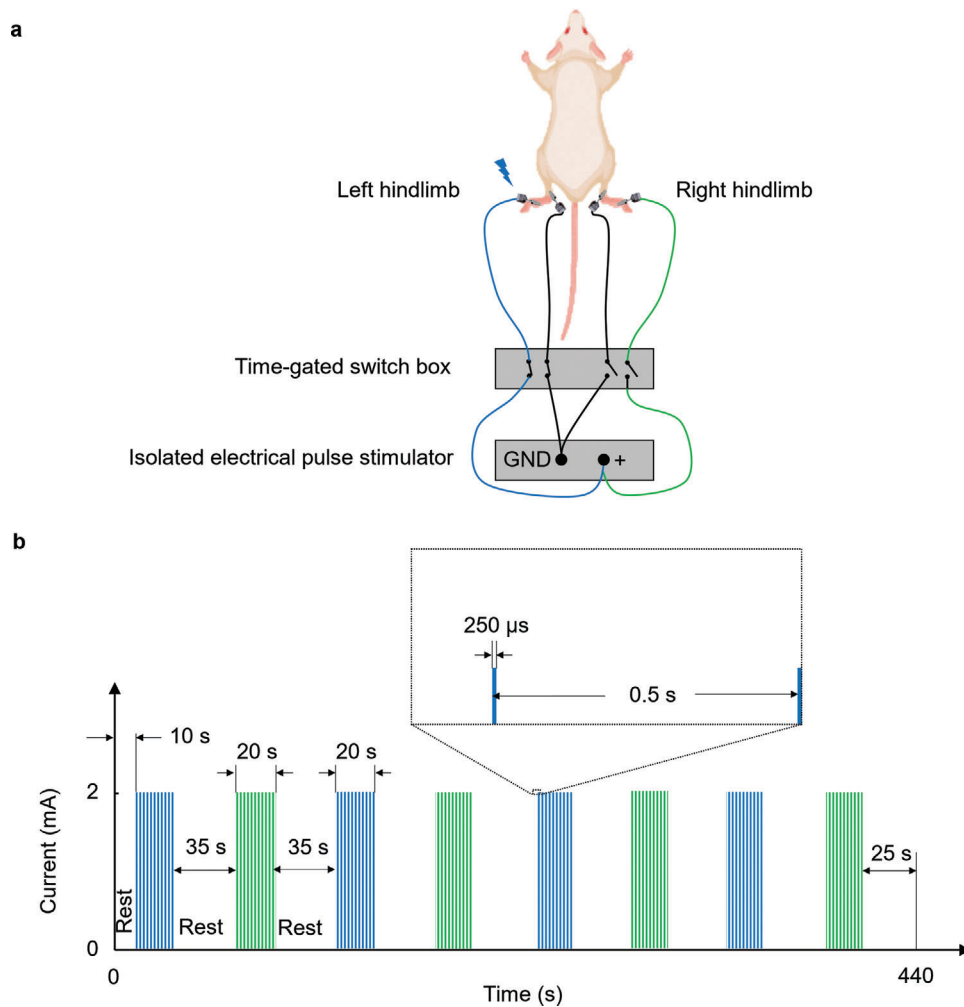 a
Left hindlimb
Right hindlimb
Time-gated switch box
Isolated electrical pulse stimulator
GND
+
b
250 µs
0.5 s
10 s
20 s
20 s
2
35 s
35 s
25 s
Current (mA)
Rest
Rest
Rest
0
0
440
Time (s)